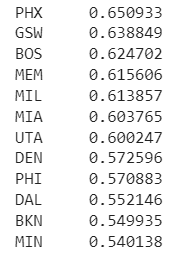 PHX 0.650933
GSW 0.638849
BOS 0.624702
MEM 0.615606
MIL 0.613857
MIA 0.603765
UTA 0.600247
DEN 0.572596
PHI 0.570883
DAL 0.552146
BKN 0.549935
MIN 0.540138